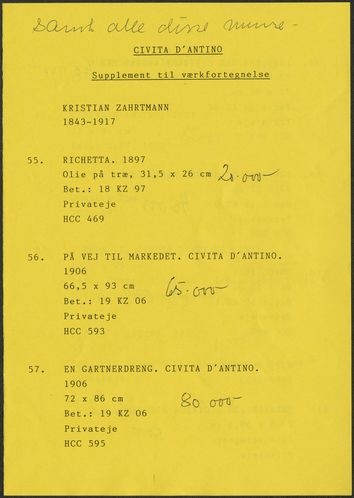 Samt alle disse numre -
CIVITA D'ANTINO
Supplement til værkfortegnelse
KRISTIAN ZAHRTMANN
1843-1917
55. RICHETTA. 1897
Olie på træ, 31,5 x 26 cm 20.000-
Bet.: 18 KZ 97
Privateje
HCC 469
56. PÅ VEJ TIL MARKEDET. CIVITA D'ANTINO.
1906
66,5 x 93 cm 65.000-
Bet.: 19 KZ 06
Privateje
HCC 593
57. EN GARTNERDRENG. CIVITA D'ANTINO.
1906
72 x 86 cm 80 000-
Bet.: 19 KZ 06
Privateje
HCC 595